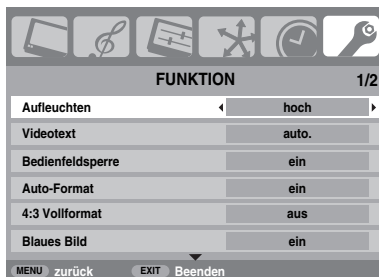 FUNKTION 1/2
Aufleuchten hoch
Videotext auto.
Bedienfeldsperre ein
Auto-Format ein
4:3 Vollformat aus
Blaues Bild ein
MENU zurück EXIT Beenden